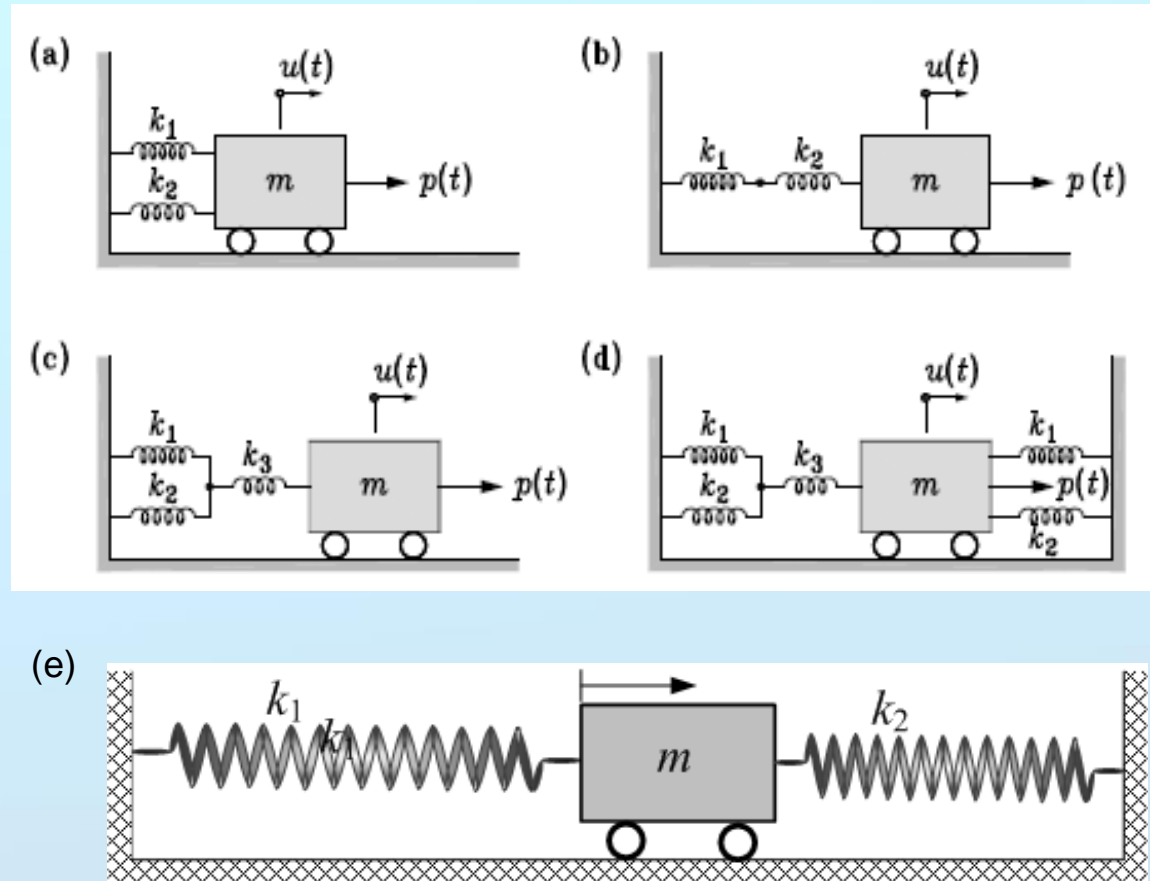 (a)
u(t)
k₁
k₂
m
p(t)
(b)
u(t)
k₁
k₂
m
p (t)
(c)
u(t)
k₁
k₂
k₃
m
p(t)
(d)
u(t)
k₁
k₂
k₃
m
k₁
p(t)
k₂
(e)
k₁
k₁
m
k₂